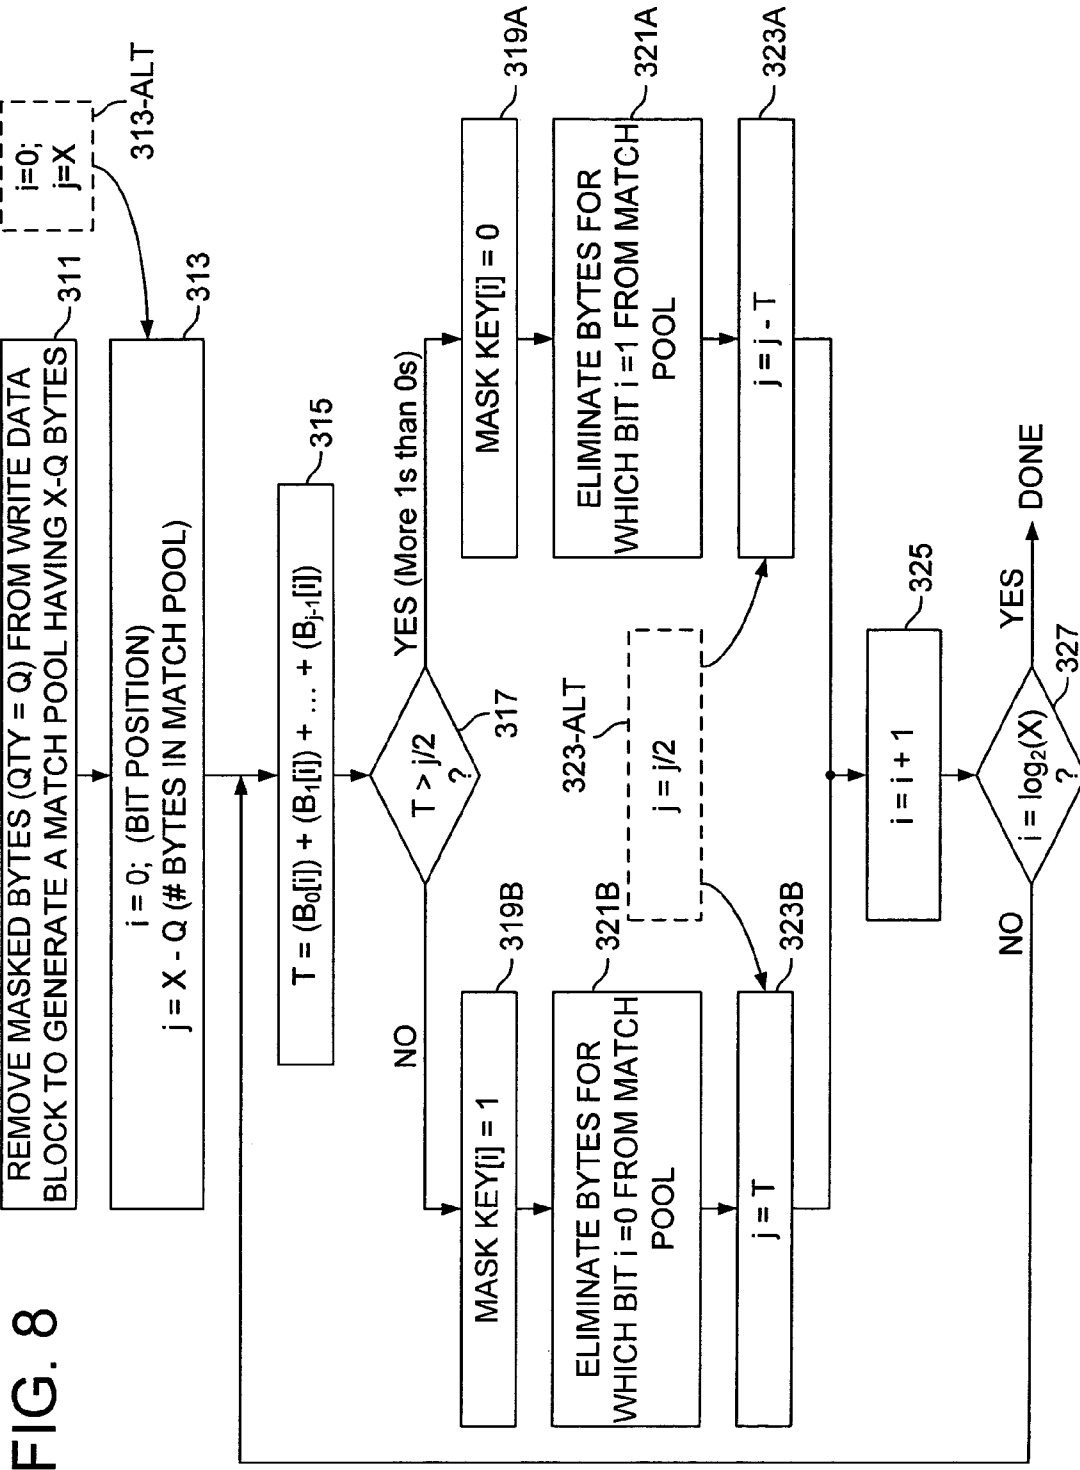 FIG. 8
REMOVE MASKED BYTES (QTY = Q) FROM WRITE DATA
BLOCK TO GENERATE A MATCH POOL HAVING X-Q BYTES
311
i=0;
j=X
313-ALT
i = 0; (BIT POSITION)
j = X - Q (# BYTES IN MATCH POOL)
313
T = (B₀[i]) + (B₁[i]) + ... + (Bⱼ₋₁[i])
315
T > j/2
?
317
NO
YES (More 1s than 0s)
MASK KEY[i] = 1
319B
MASK KEY[i] = 0
319A
ELIMINATE BYTES FOR
WHICH BIT i =0 FROM MATCH
POOL
321B
ELIMINATE BYTES FOR
WHICH BIT i =1 FROM MATCH
POOL
321A
323-ALT
j = j/2
j = T
323B
j = j - T
323A
i = i + 1
325
i = log₂(X)
?
327
NO
YES
DONE